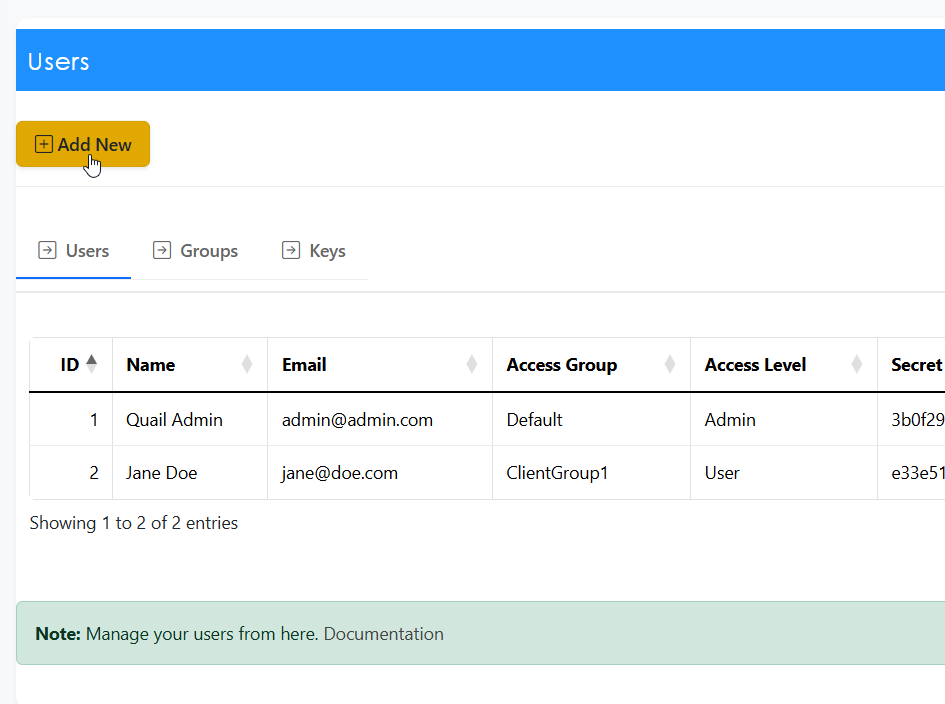 Users
Add New
Users Groups Keys
ID Name Email Access Group Access Level Secret
1 Quail Admin admin@admin.com Default Admin 3b0f29
2 Jane Doe jane@doe.com ClientGroup1 User e33e51
Showing 1 to 2 of 2 entries
Note: Manage your users from here. Documentation